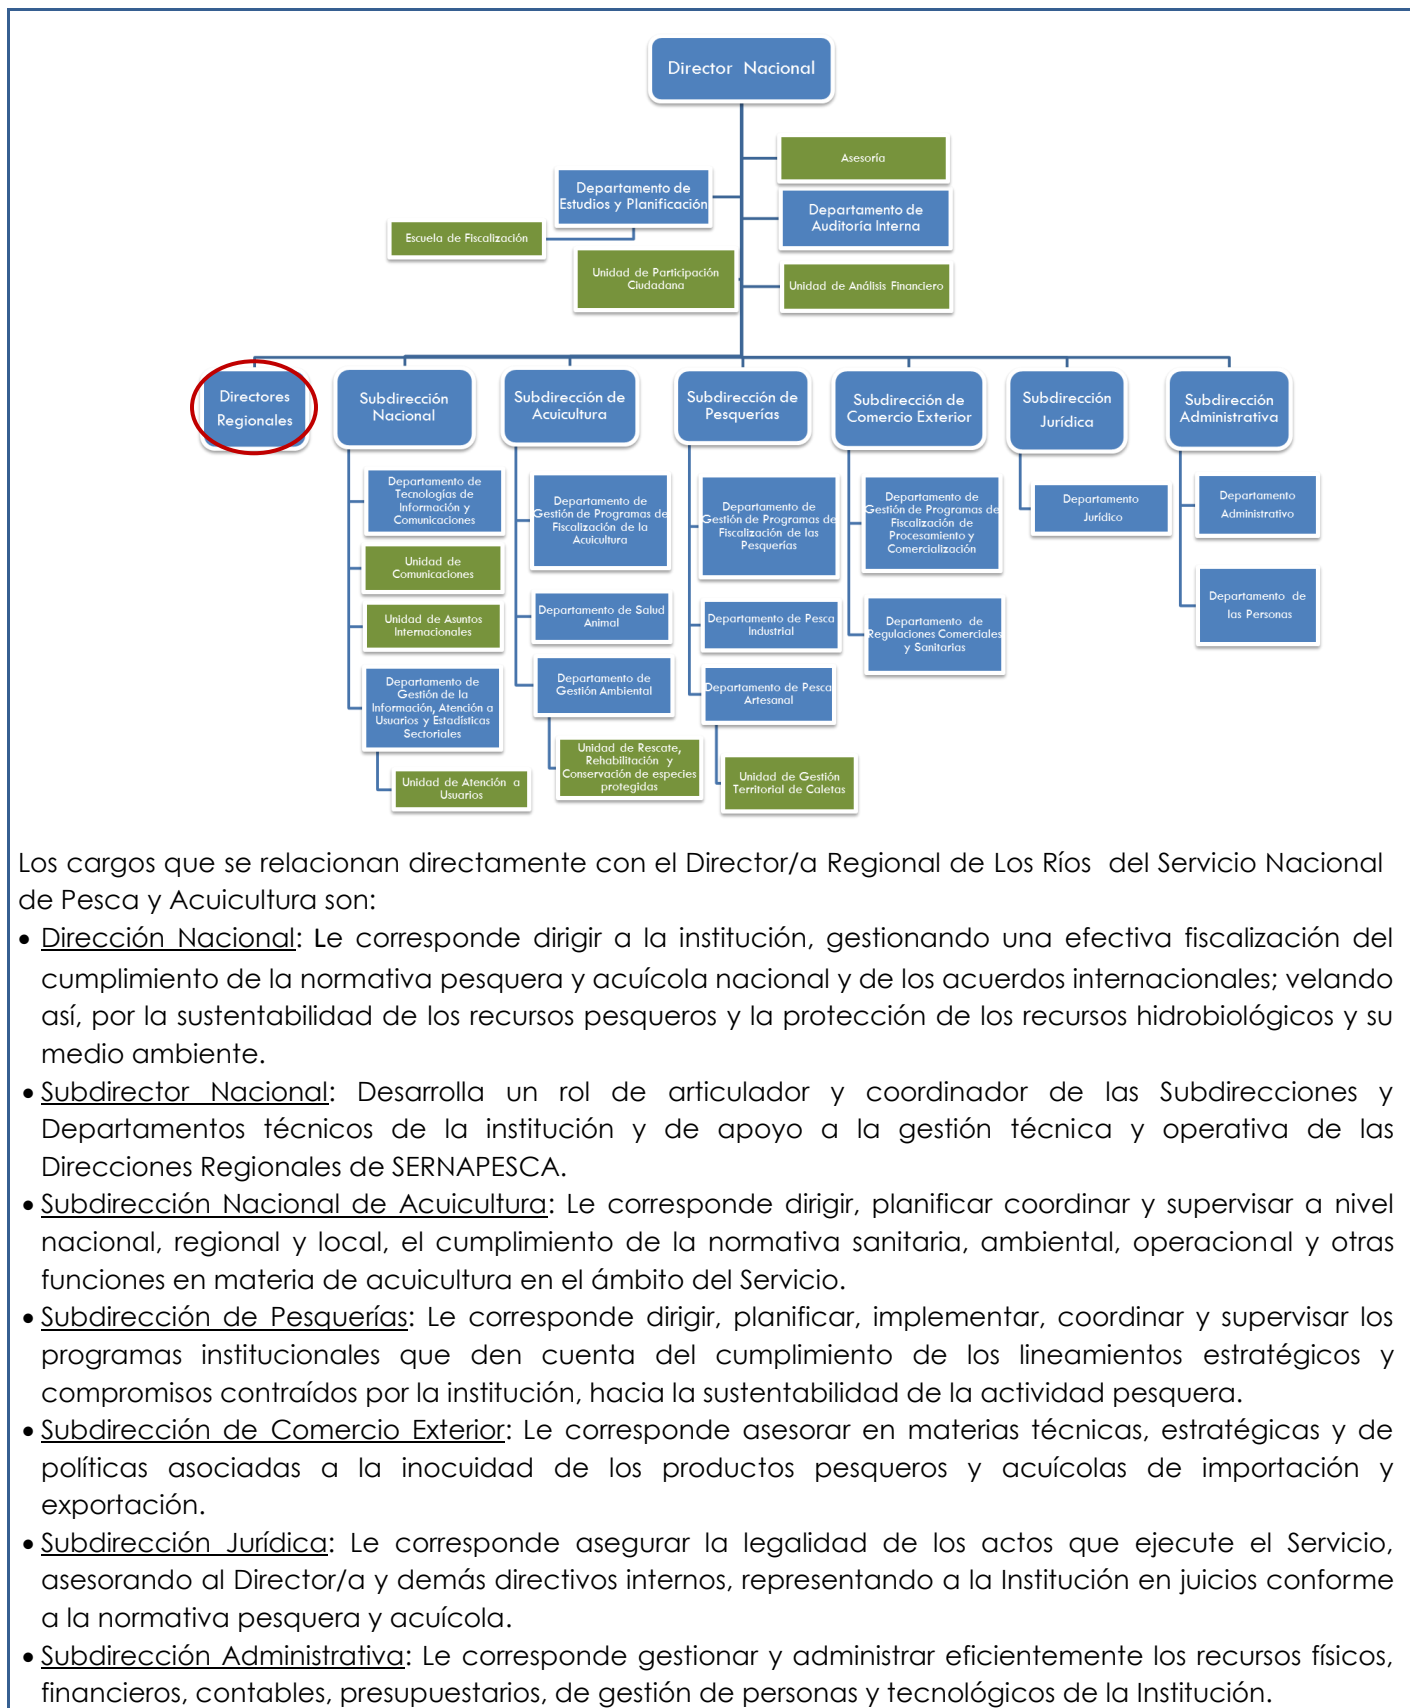 Director Nacional
Asesoría
Departamento de
Estudios y Planificación
Departamento de
Auditoría Interna
Escuela de Fiscalización
Unidad de Participación
Ciudadana
Unidad de Análisis Financiero
Directores
Regionales
Subdirección
Nacional
Subdirección de
Acuicultura
Subdirección de
Pesquerías
Subdirección de
Comercio Exterior
Subdirección
Jurídica
Subdirección
Administrativa
Departamento de
Tecnologías de
Información y
Comunicaciones
Unidad de
Comunicaciones
Unidad de Asuntos
Internacionales
Departamento de
Gestión de la
Información, Atención a
Usuarios y Estadísticas
Sectoriales
Unidad de Atención a
Usuarios
Departamento de
Gestión de Programas de
Fiscalización de la
Acuicultura
Departamento de Salud
Animal
Departamento de
Gestión Ambiental
Unidad de Rescate,
Rehabilitación y
Conservación de especies
protegidas
Departamento de
Gestión de Programas de
Fiscalización de las
Pesquerías
Departamento de Pesca
Industrial
Departamento de Pesca
Artesanal
Unidad de Gestión
Territorial de Caletas
Departamento de
Gestión de Programas de
Fiscalización de
Procesamiento y
Comercialización
Departamento de
Regulaciones Comerciales
y Sanitarias
Departamento
Jurídico
Departamento
Administrativo
Departamento de
las Personas
Los cargos que se relacionan directamente con el Director/a Regional de Los Ríos del Servicio Nacional
de Pesca y Acuicultura son:
• Dirección Nacional: Le corresponde dirigir a la institución, gestionando una efectiva fiscalización del
cumplimiento de la normativa pesquera y acuícola nacional y de los acuerdos internacionales; velando
así, por la sustentabilidad de los recursos pesqueros y la protección de los recursos hidrobiológicos y su
medio ambiente.
• Subdirector Nacional: Desarrolla un rol de articulador y coordinador de las Subdirecciones y
Departamentos técnicos de la institución y de apoyo a la gestión técnica y operativa de las
Direcciones Regionales de SERNAPESCA.
• Subdirección Nacional de Acuicultura: Le corresponde dirigir, planificar coordinar y supervisar a nivel
nacional, regional y local, el cumplimiento de la normativa sanitaria, ambiental, operacional y otras
funciones en materia de acuicultura en el ámbito del Servicio.
• Subdirección de Pesquerías: Le corresponde dirigir, planificar, implementar, coordinar y supervisar los
programas institucionales que den cuenta del cumplimiento de los lineamientos estratégicos y
compromisos contraídos por la institución, hacia la sustentabilidad de la actividad pesquera.
• Subdirección de Comercio Exterior: Le corresponde asesorar en materias técnicas, estratégicas y de
políticas asociadas a la inocuidad de los productos pesqueros y acuícolas de importación y
exportación.
• Subdirección Jurídica: Le corresponde asegurar la legalidad de los actos que ejecute el Servicio,
asesorando al Director/a y demás directivos internos, representando a la Institución en juicios conforme
a la normativa pesquera y acuícola.
• Subdirección Administrativa: Le corresponde gestionar y administrar eficientemente los recursos físicos,
financieros, contables, presupuestarios, de gestión de personas y tecnológicos de la Institución.